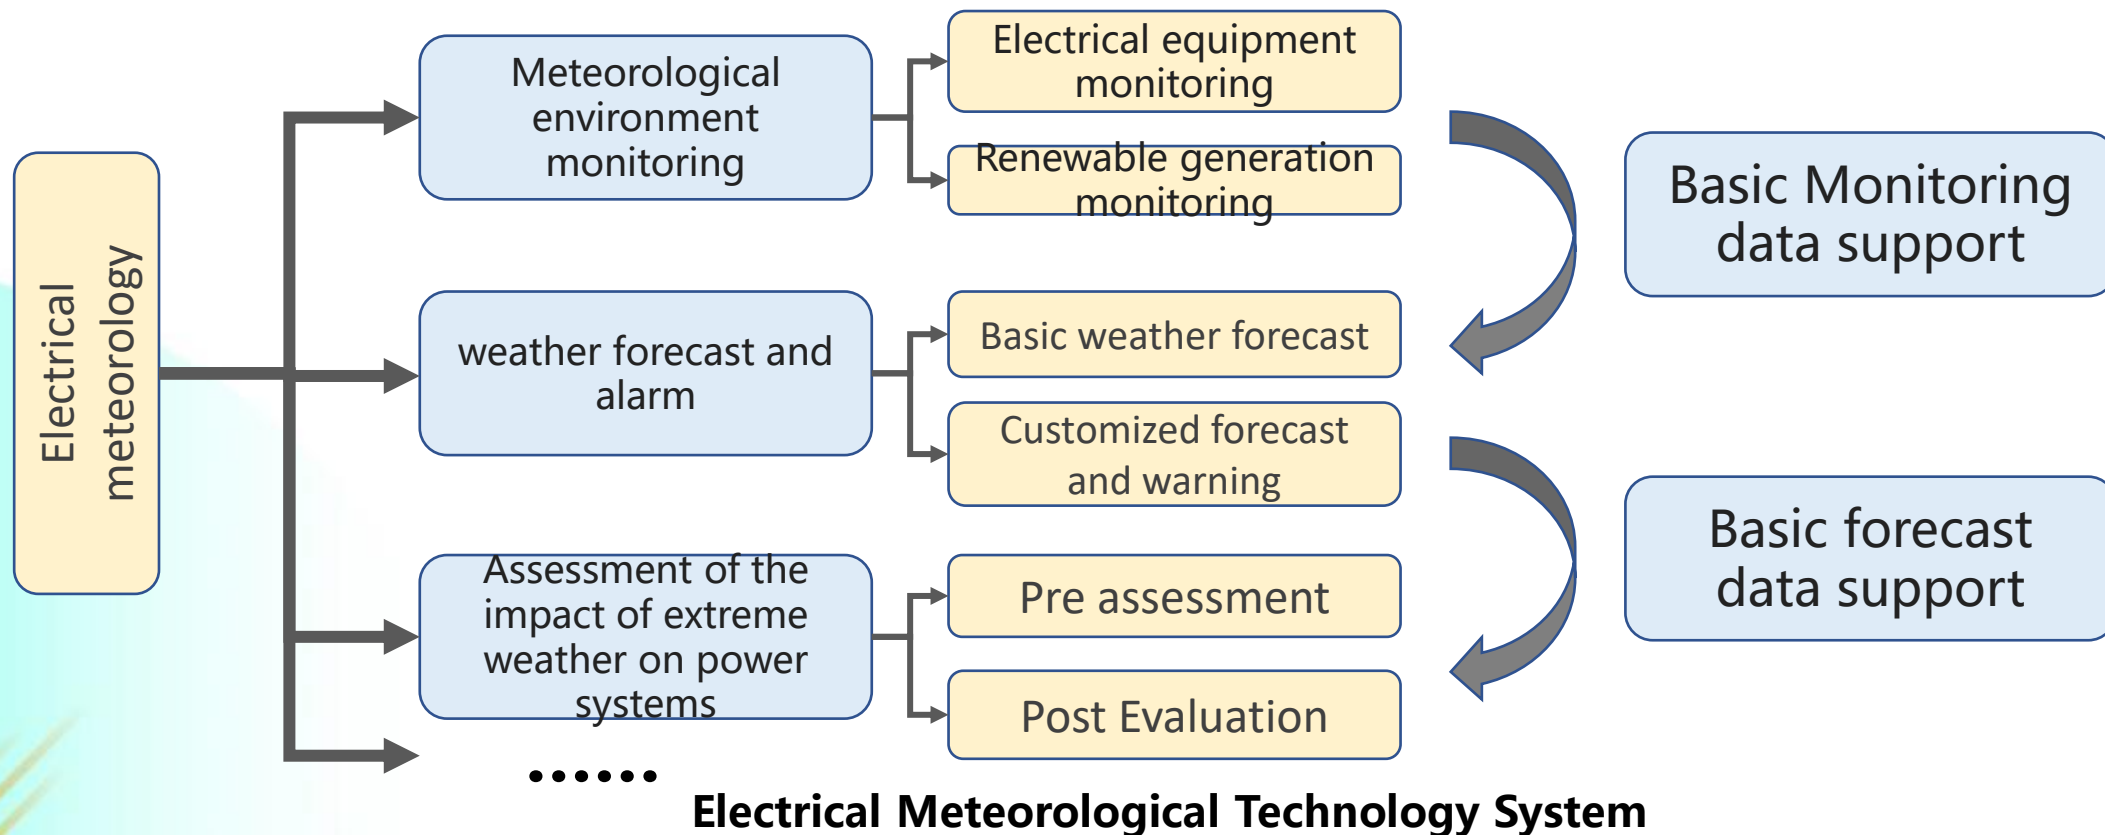 Electrical
meteorology
Meteorological
environment
monitoring
Electrical equipment
monitoring
Renewable generation
monitoring
Basic Monitoring
data support
weather forecast and
alarm
Basic weather forecast
Customized forecast
and warning
Basic forecast
data support
Assessment of the
impact of extreme
weather on power
systems
Pre assessment
Post Evaluation
......
Electrical Meteorological Technology System